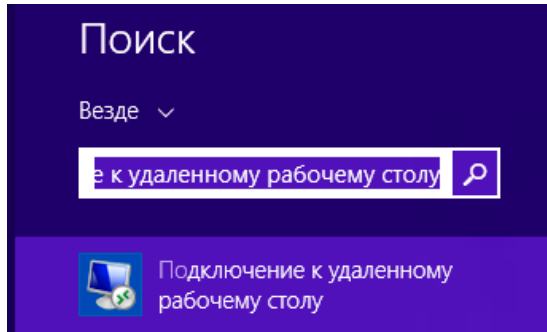 Поиск
Везде
е к удаленному рабочему столу
Подключение к удаленному
рабочему столу